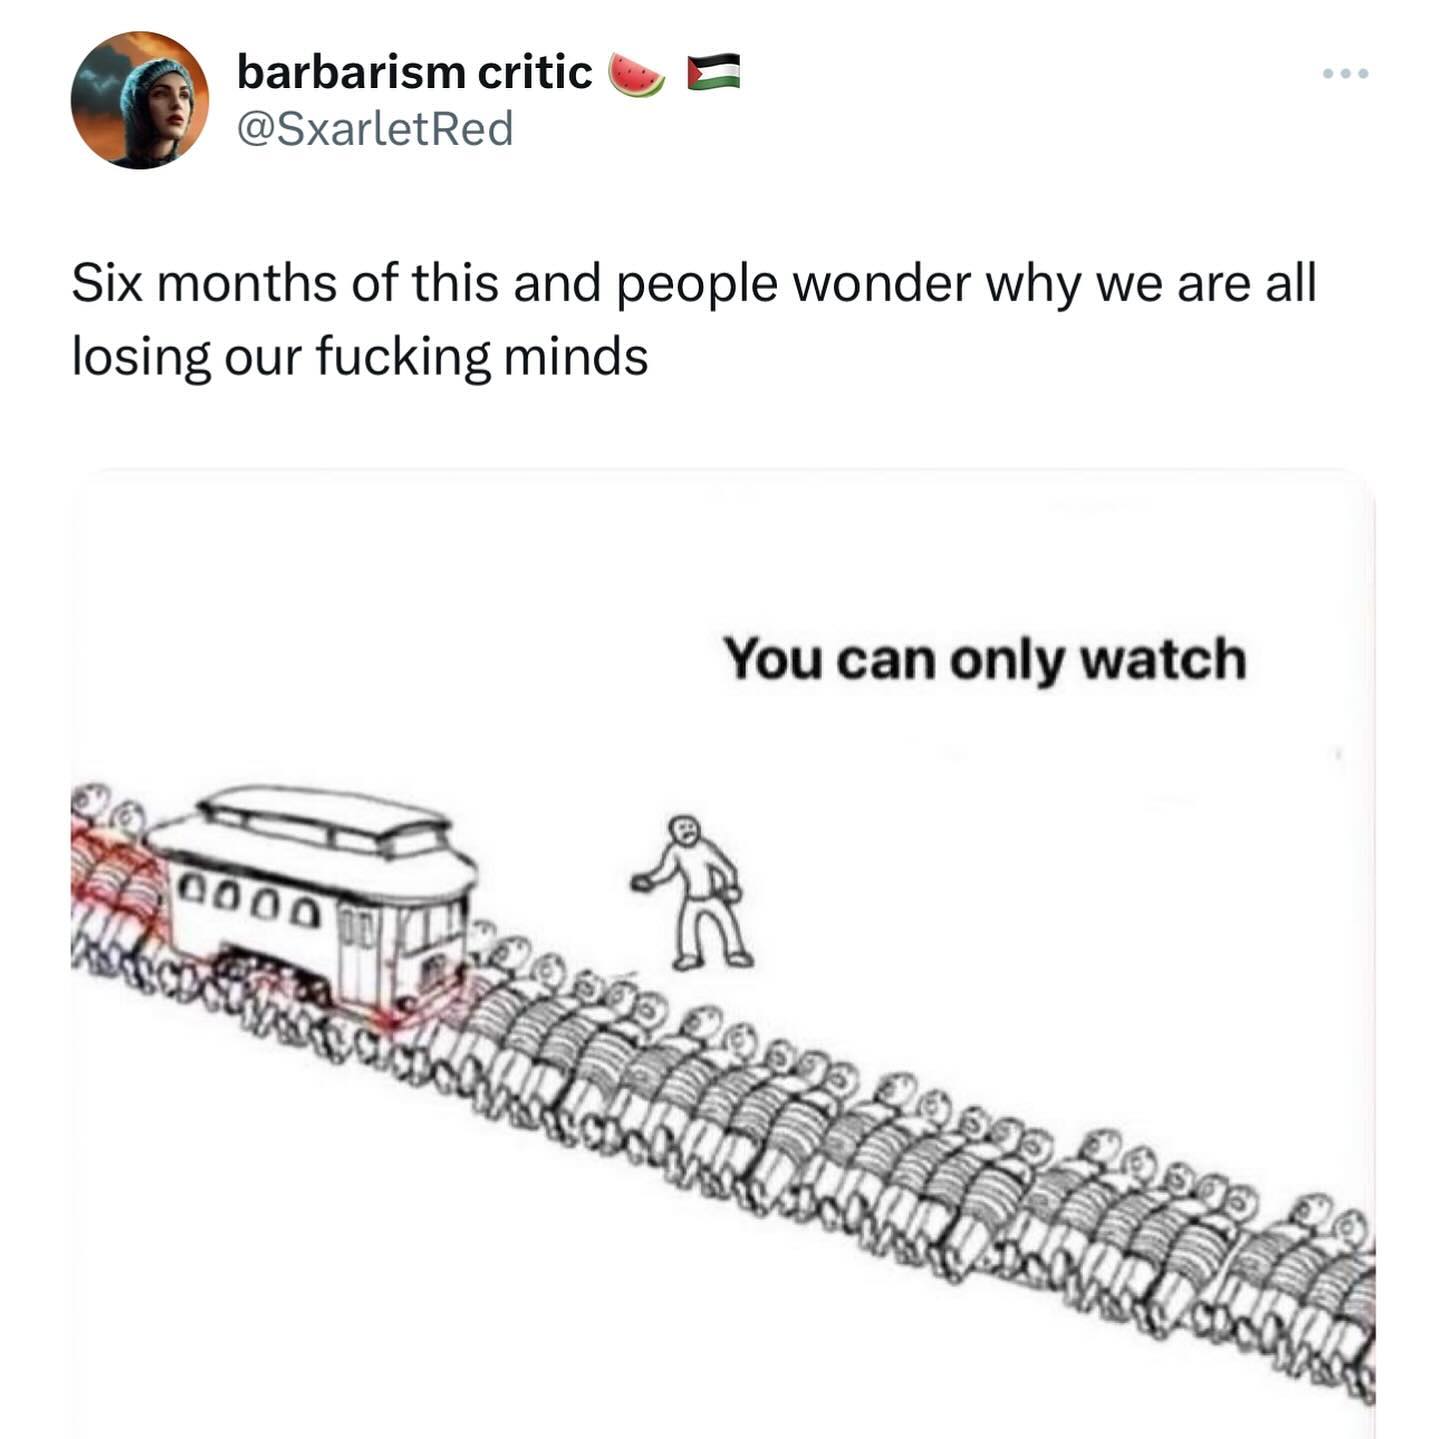 barbarism critic 🍉 🇵🇸
@SxarletRed
Six months of this and people wonder why we are all
losing our fucking minds
You can only watch